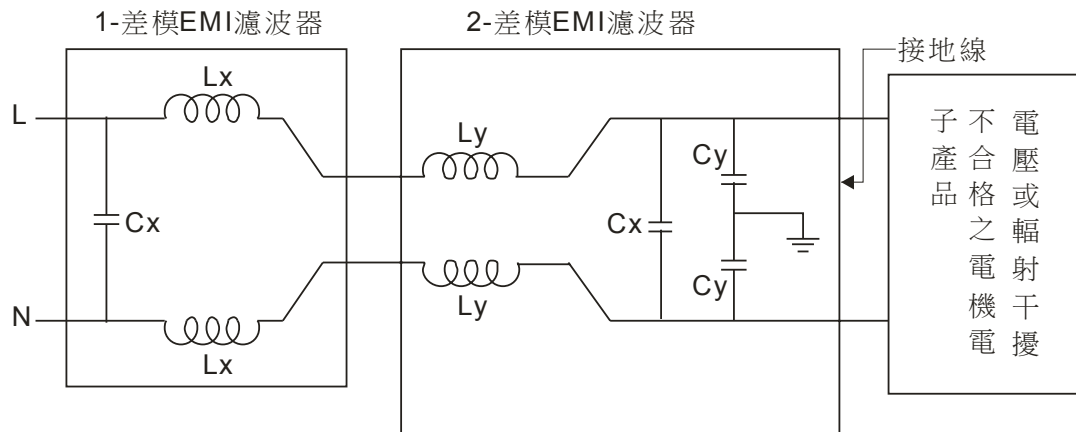 1-差模EMI濾波器
2-差模EMI濾波器
接地線
L
Lx
Ly
Cy
Cx
Cx
Cy
Ly
N
Lx
電壓或輻射干擾
不合格之電機電
子產品